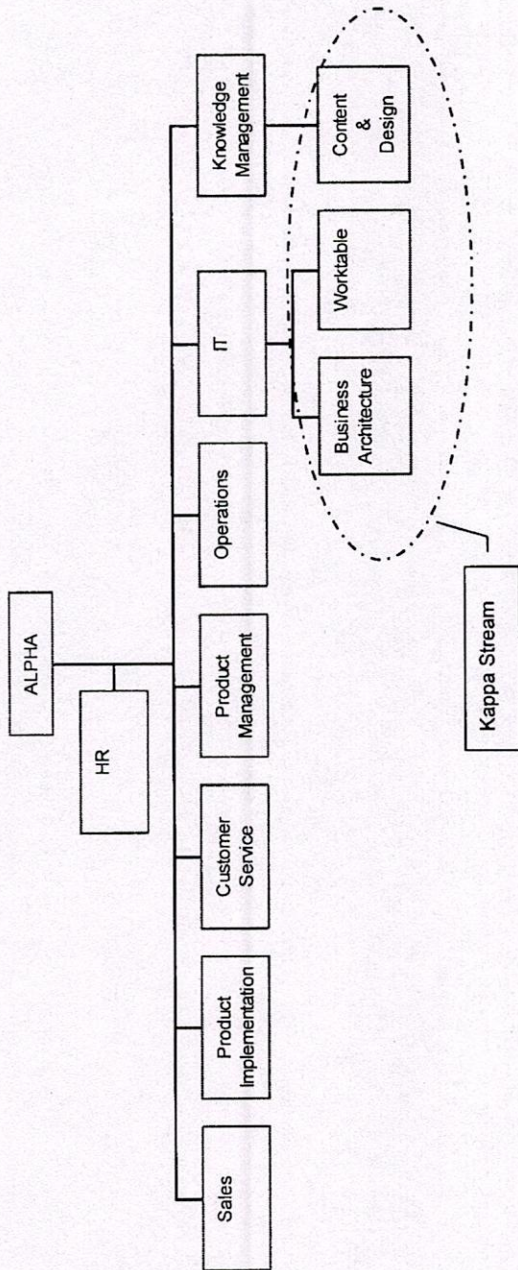 ALPHA
HR
Sales
Product
Implementation
Customer
Service
Product
Management
Operations
IT
Knowledge
Management
Business
Architecture
Worktable
Content
&
Design
Kappa Stream